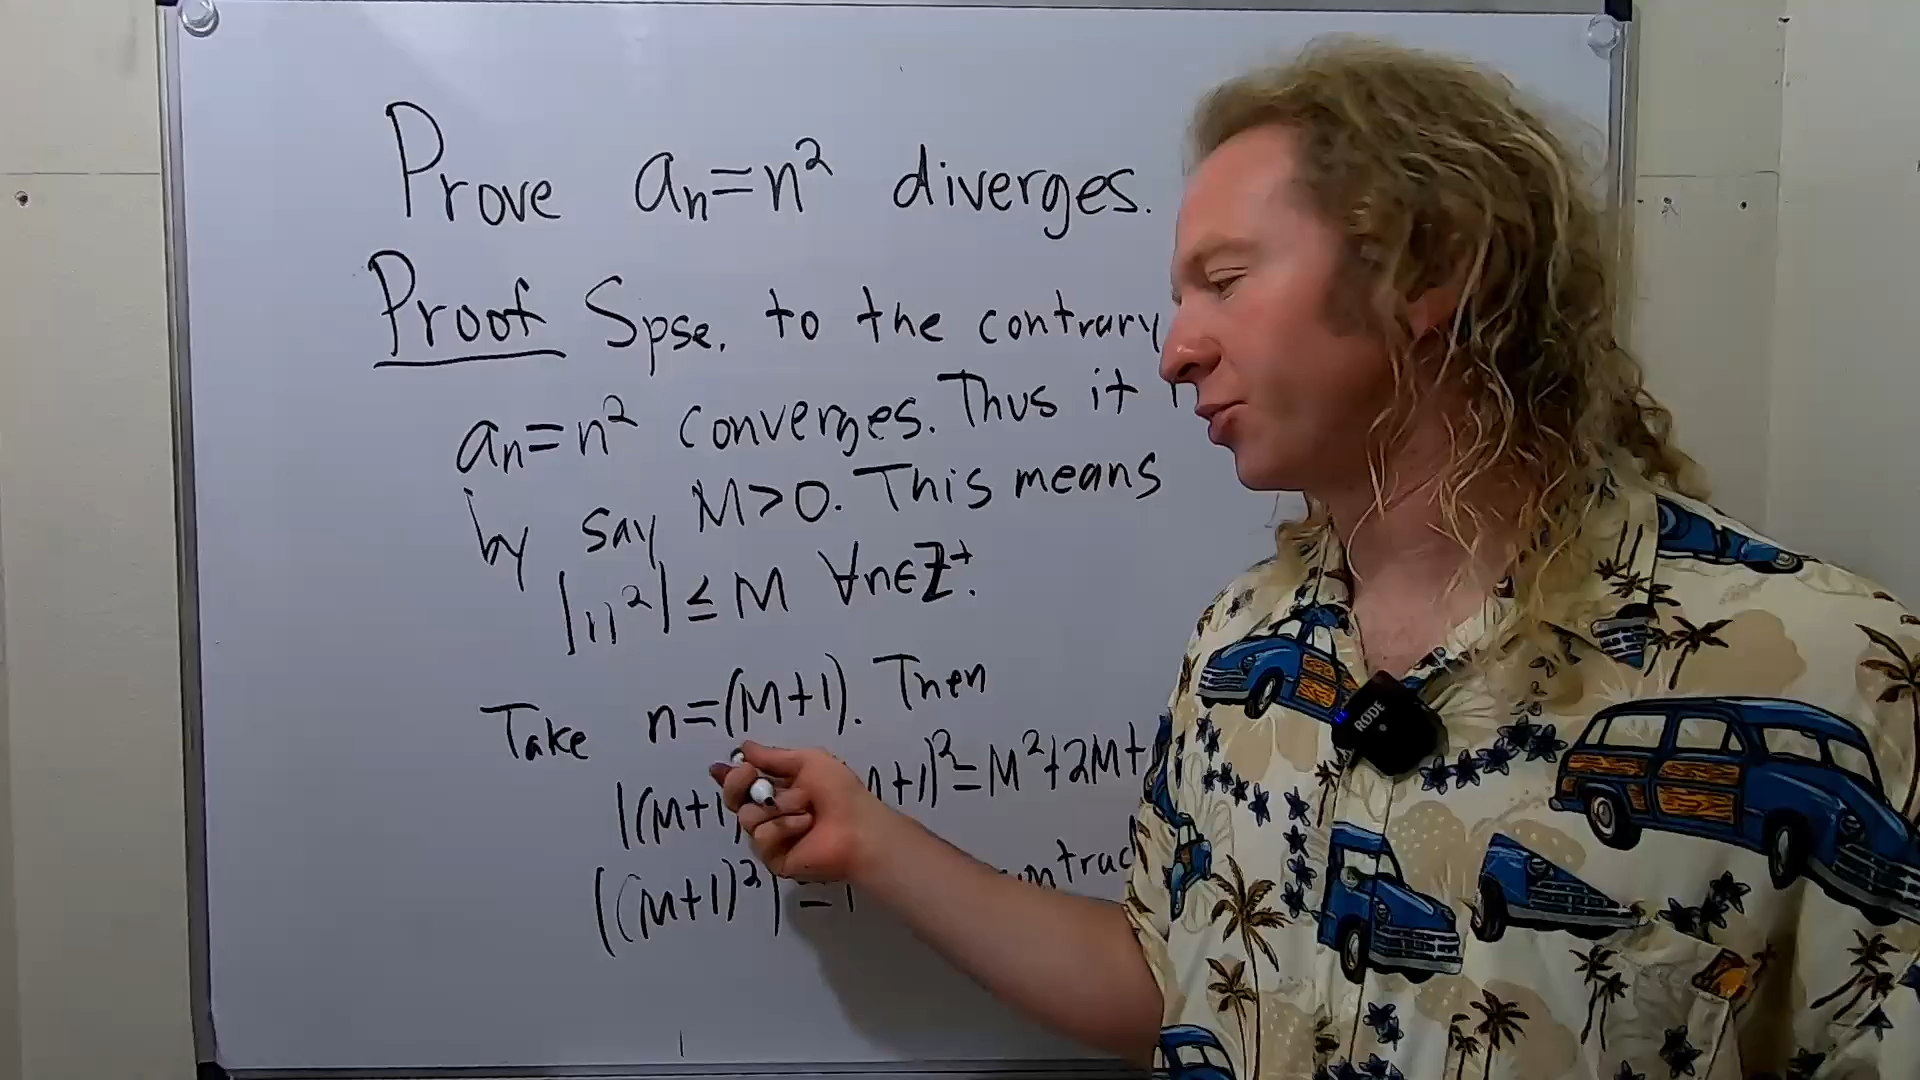 Prove aₙ=n² diverges.
Proof Spse. to the contrary
aₙ=n² converges. Thus it
by say M>0. This means
|n²| ≤ M ∀n∈ℤ⁺.
Take n=(M+1). Then
|(M+1) +1)²=M²+2M+
|(M+1)²|
RODE